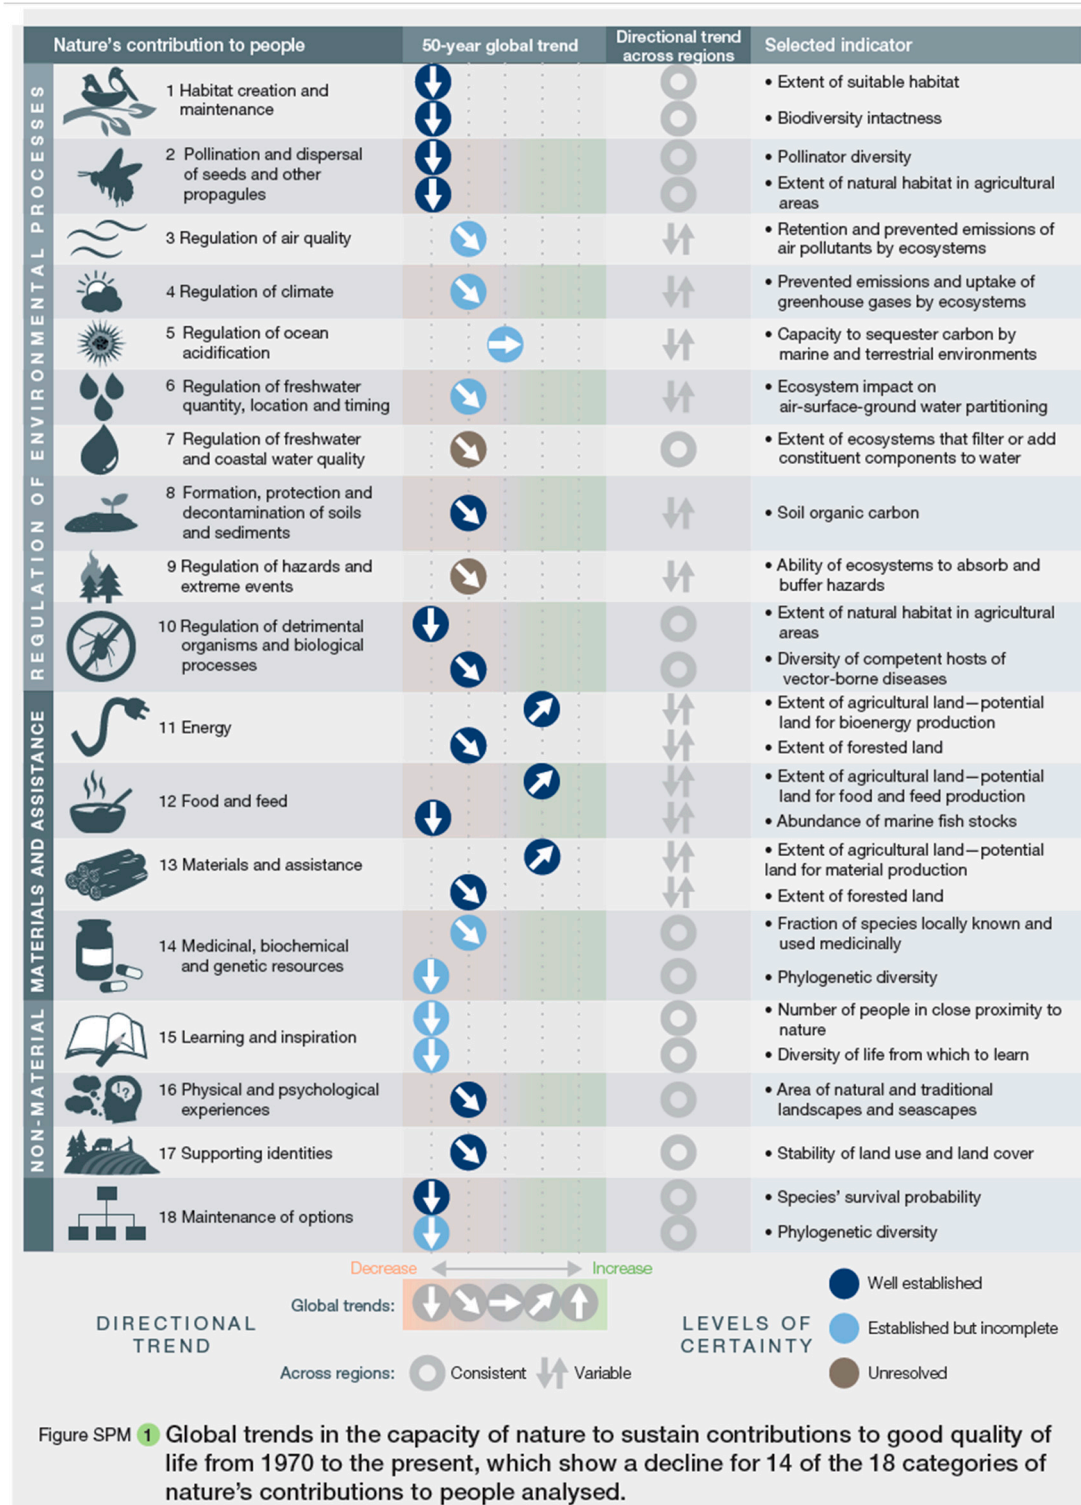 Nature's contribution to people
50-year global trend
Directional trend
across regions
Selected indicator
REGULATION OF ENVIRONMENTAL PROCESSES
1 Habitat creation and
maintenance
• Extent of suitable habitat
• Biodiversity intactness
2 Pollination and dispersal
of seeds and other
propagules
• Pollinator diversity
• Extent of natural habitat in agricultural
areas
3 Regulation of air quality
• Retention and prevented emissions of
air pollutants by ecosystems
4 Regulation of climate
• Prevented emissions and uptake of
greenhouse gases by ecosystems
5 Regulation of ocean
acidification
• Capacity to sequester carbon by
marine and terrestrial environments
6 Regulation of freshwater
quantity, location and timing
• Ecosystem impact on
air-surface-ground water partitioning
7 Regulation of freshwater
and coastal water quality
• Extent of ecosystems that filter or add
constituent components to water
8 Formation, protection and
decontamination of soils
and sediments
• Soil organic carbon
9 Regulation of hazards and
extreme events
• Ability of ecosystems to absorb and
buffer hazards
10 Regulation of detrimental
organisms and biological
processes
• Extent of natural habitat in agricultural
areas
• Diversity of competent hosts of
vector-borne diseases
MATERIALS AND ASSISTANCE
11 Energy
• Extent of agricultural land—potential
land for bioenergy production
• Extent of forested land
12 Food and feed
• Extent of agricultural land—potential
land for food and feed production
• Abundance of marine fish stocks
13 Materials and assistance
• Extent of agricultural land—potential
land for material production
• Extent of forested land
14 Medicinal, biochemical
and genetic resources
• Fraction of species locally known and
used medicinally
• Phylogenetic diversity
NON-MATERIAL
15 Learning and inspiration
• Number of people in close proximity to
nature
• Diversity of life from which to learn
!?
16 Physical and psychological
experiences
• Area of natural and traditional
landscapes and seascapes
17 Supporting identities
• Stability of land use and land cover
18 Maintenance of options
• Species' survival probability
• Phylogenetic diversity
Decrease
Increase
Global trends:
DIRECTIONAL
TREND
Across regions:
Consistent
Variable
LEVELS OF
CERTAINTY
Well established
Established but incomplete
Unresolved
Figure SPM 1 Global trends in the capacity of nature to sustain contributions to good quality of
life from 1970 to the present, which show a decline for 14 of the 18 categories of
nature's contributions to people analysed.